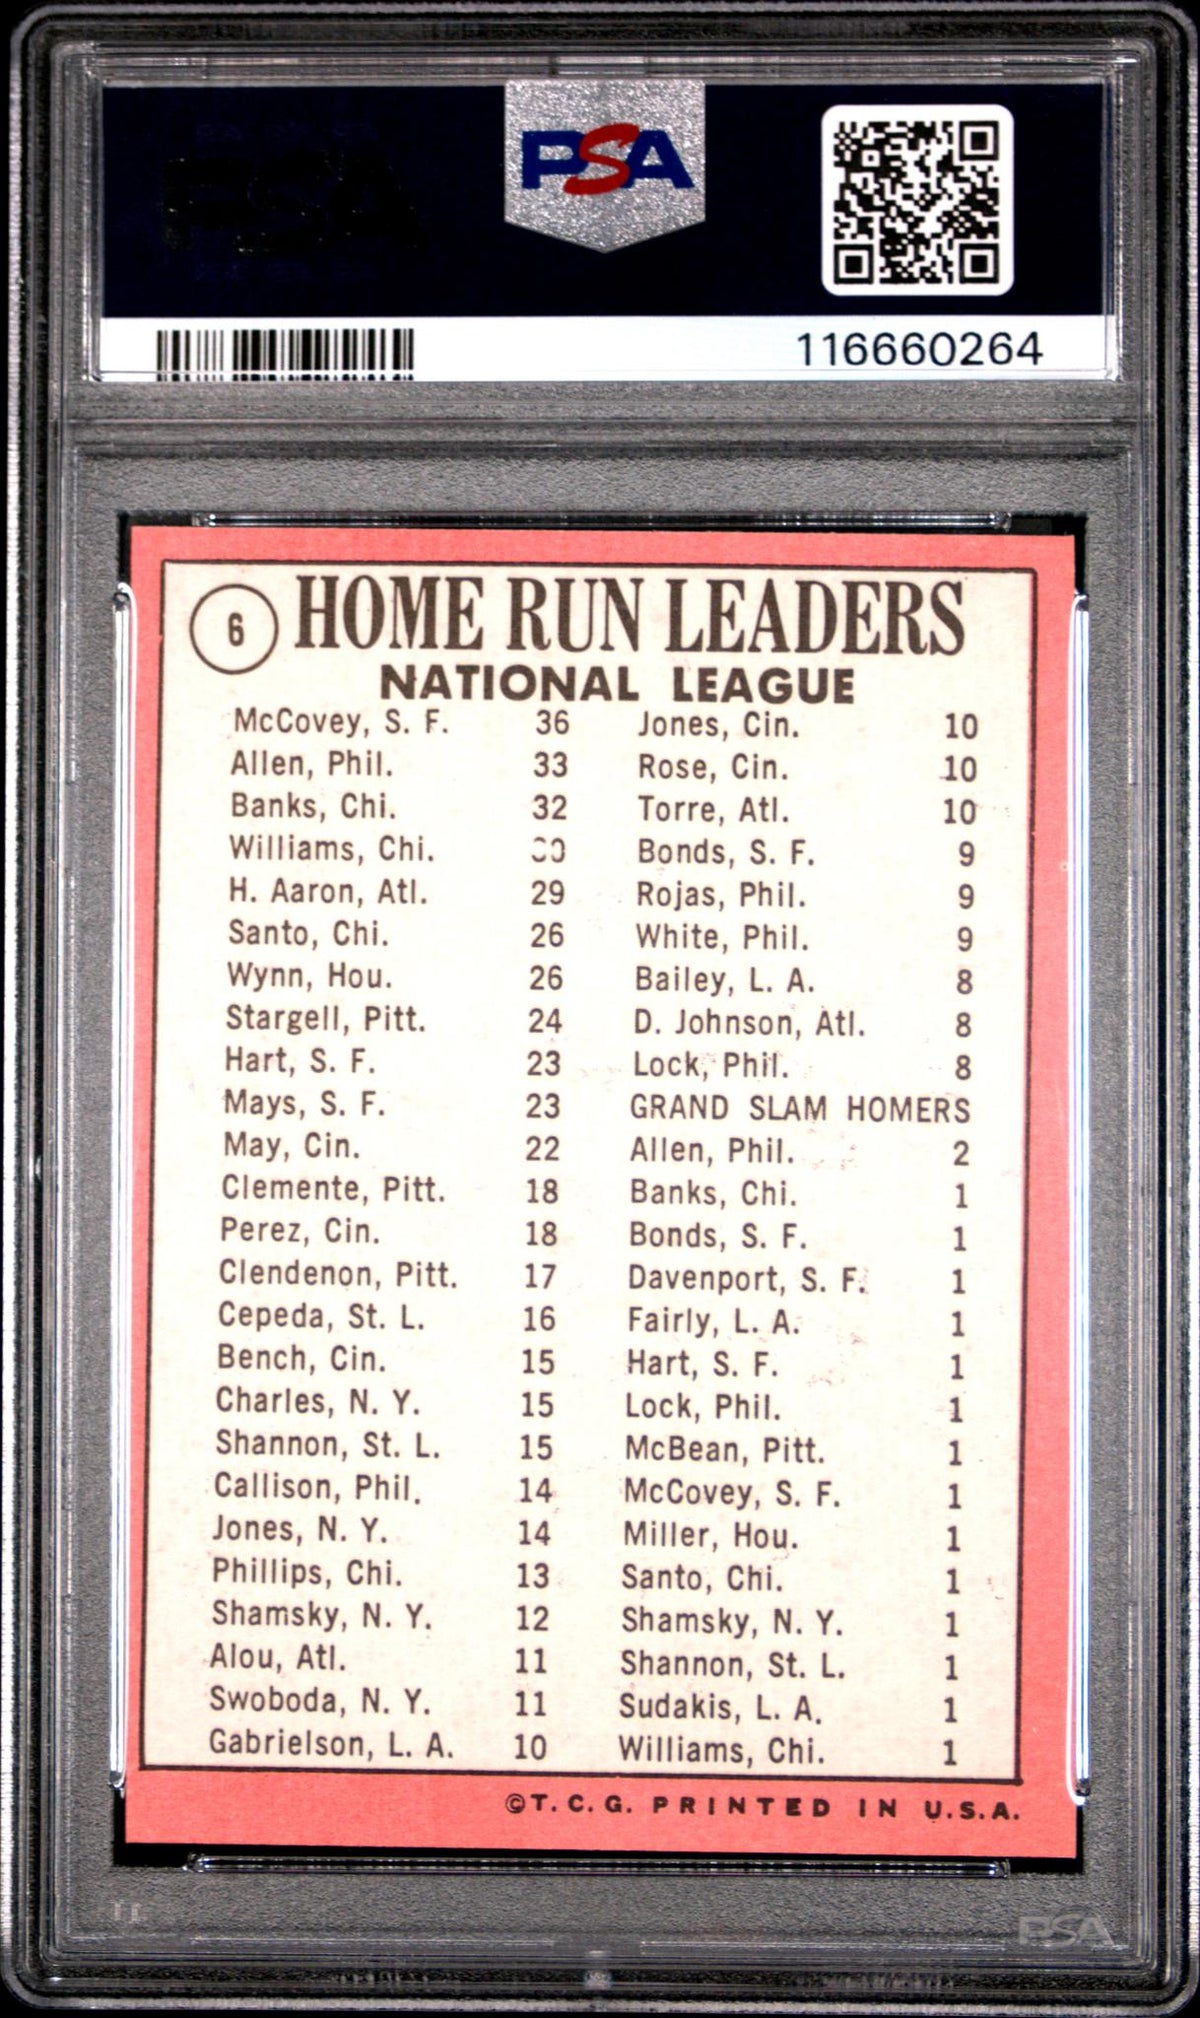 PSA
116660264
6 HOME RUN LEADERS
NATIONAL LEAGUE
McCovey, S. F. 36
Allen, Phil. 33
Banks, Chi. 32
Williams, Chi.
H. Aaron, Atl. 29
Santo, Chi. 26
Wynn, Hou. 26
Stargell, Pitt. 24
Hart, S. F. 23
Mays, S. F. 23
May, Cin. 22
Clemente, Pitt. 18
Perez, Cin. 18
Clendenon, Pitt. 17
Cepeda, St. L. 16
Bench, Cin. 15
Charles, N. Y. 15
Shannon, St. L. 15
Callison, Phil. 14
Jones, N. Y. 14
Phillips, Chi. 13
Shamsky, N. Y. 12
Alou, Atl. 11
Swoboda, N. Y. 11
Gabrielson, L. A. 10
Jones, Cin. 10
Rose, Cin. 10
Torre, Atl. 10
Bonds, S. F. 9
Rojas, Phil. 9
White, Phil. 9
Bailey, L. A. 8
D. Johnson, Atl. 8
Lock, Phil. 8
GRAND SLAM HOMERS
Allen, Phil. 2
Banks, Chi. 1
Bonds, S. F. 1
Davenport, S. F. 1
Fairly, L. A. 1
Hart, S. F. 1
Lock, Phil. 1
McBean, Pitt. 1
McCovey, S. F. 1
Miller, Hou. 1
Santo, Chi. 1
Shamsky, N. Y. 1
Shannon, St. L. 1
Sudakis, L. A. 1
Williams, Chi. 1
©T. C. G. PRINTED IN U.S.A.
PSA